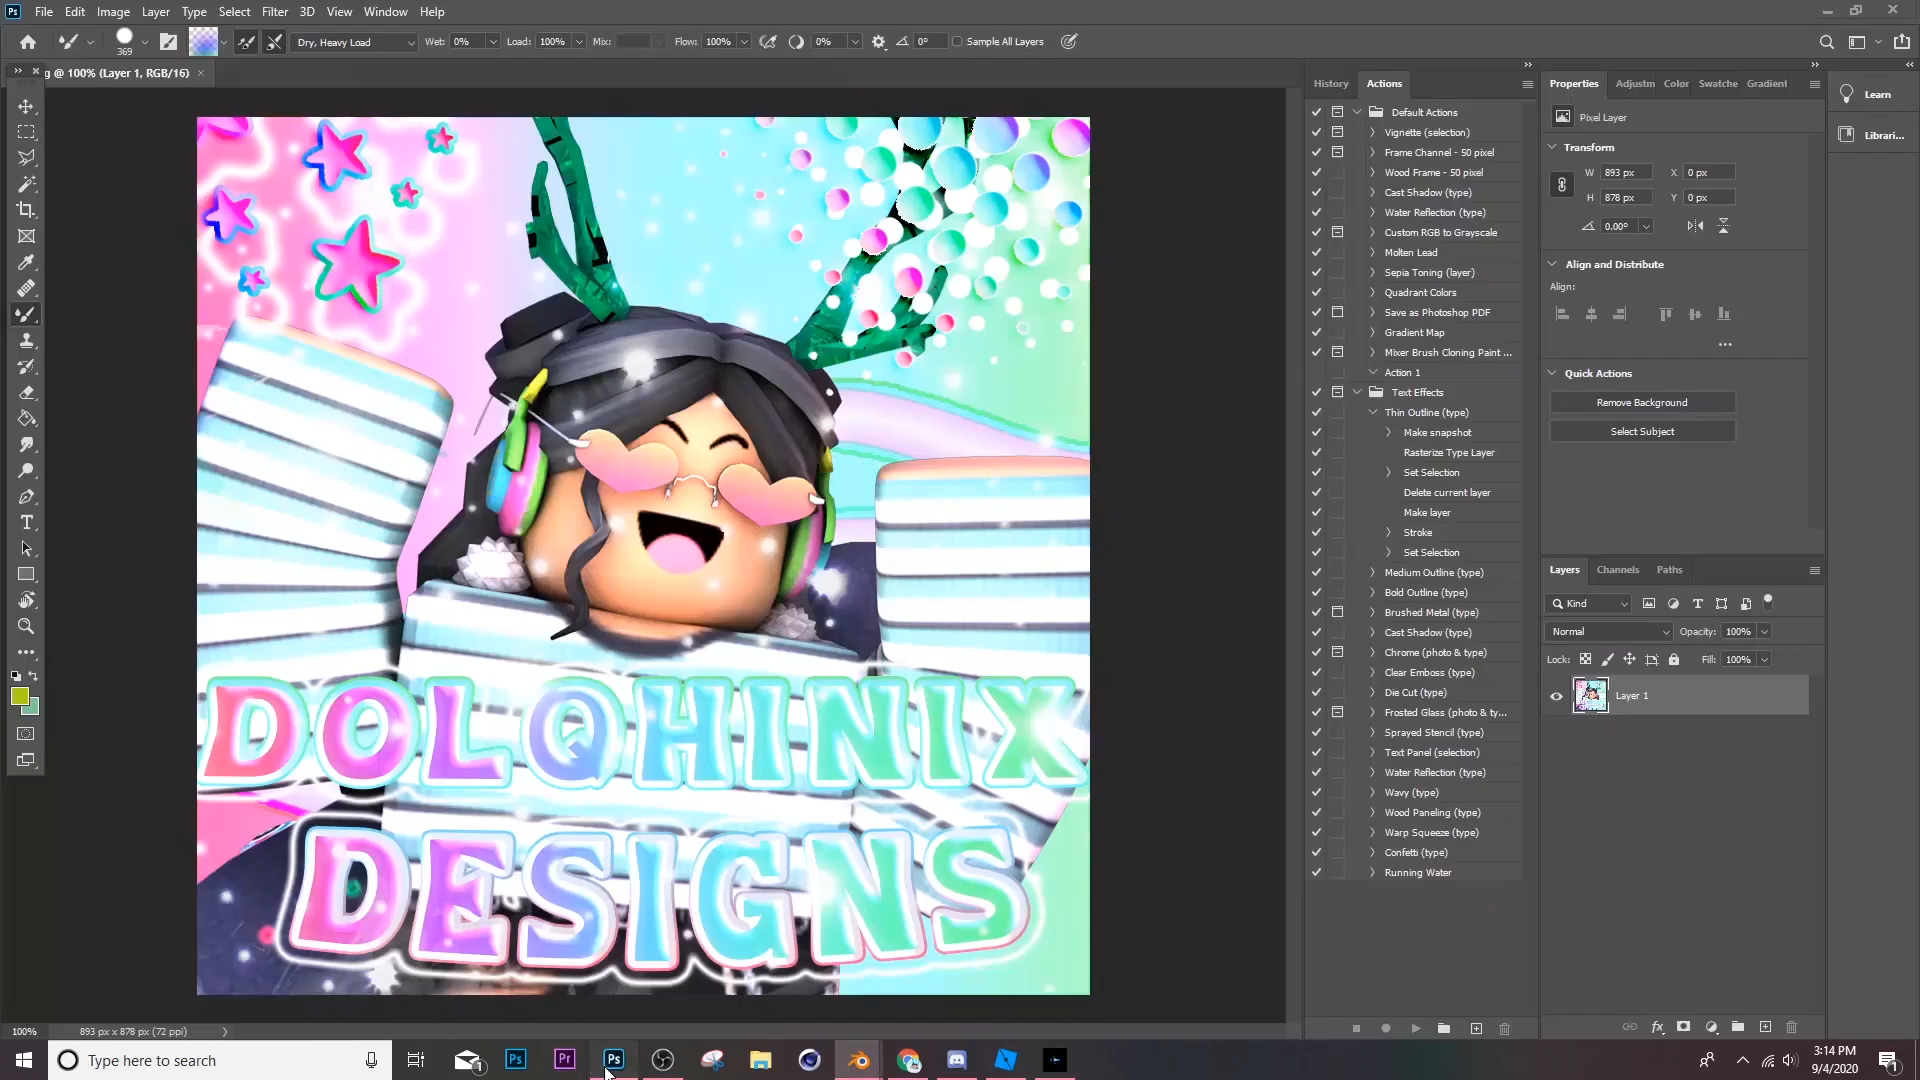 Ps File Edit Image Layer Type Select Filter 3D View Window Help
369 Dry, Heavy Load Wet: 0% Load: 100% Mix: Flow: 100% 0% 0° Sample All Layers
g @ 100% (Layer 1, RGB/16)
DOLQHINIX
DESIGNS
100% 893 px x 878 px (72 ppi)
History Actions
Default Actions
Vignette (selection)
Frame Channel - 50 pixel
Wood Frame - 50 pixel
Cast Shadow (type)
Water Reflection (type)
Custom RGB to Grayscale
Molten Lead
Sepia Toning (layer)
Quadrant Colors
Save as Photoshop PDF
Gradient Map
Mixer Brush Cloning Paint ...
Action 1
Text Effects
Thin Outline (type)
Make snapshot
Rasterize Type Layer
Set Selection
Delete current layer
Make layer
Stroke
Set Selection
Medium Outline (type)
Bold Outline (type)
Brushed Metal (type)
Cast Shadow (type)
Chrome (photo & type)
Clear Emboss (type)
Die Cut (type)
Frosted Glass (photo & ty...
Sprayed Stencil (type)
Text Panel (selection)
Water Reflection (type)
Wavy (type)
Wood Paneling (type)
Warp Squeeze (type)
Confetti (type)
Running Water
Properties Adjustm Color Swatche Gradient
Pixel Layer
Transform
W 893 px X 0 px
H 878 px Y 0 px
0.00°
Align and Distribute
Align:
Quick Actions
Remove Background
Select Subject
Layers Channels Paths
Kind
Normal Opacity: 100%
Lock: Fill: 100%
Layer 1
Learn
Librari...
Type here to search
1 Ps Pr Ps
3:14 PM
9/4/2020
1